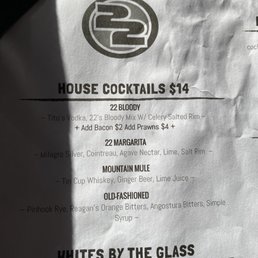 22
HOUSE COCKTAILS $14
22 BLOODY
~ Tito's Vodka, 22's Bloody Mix W/ Celery Salted Rim ~
+ Add Bacon $2 Add Prawns $4 +
22 MARGARITA
~ Milagro Silver, Cointreau, Agave Nectar, Lime, Salt Rim ~
MOUNTAIN MULE
~ Tin Cup Whiskey, Ginger Beer, Lime Juice ~
OLD-FASHIONED
~ Pinhook Rye, Reagan's Orange Bitters, Angostura Bitters, Simple
Syrup ~
WHITES BY THE GLASS